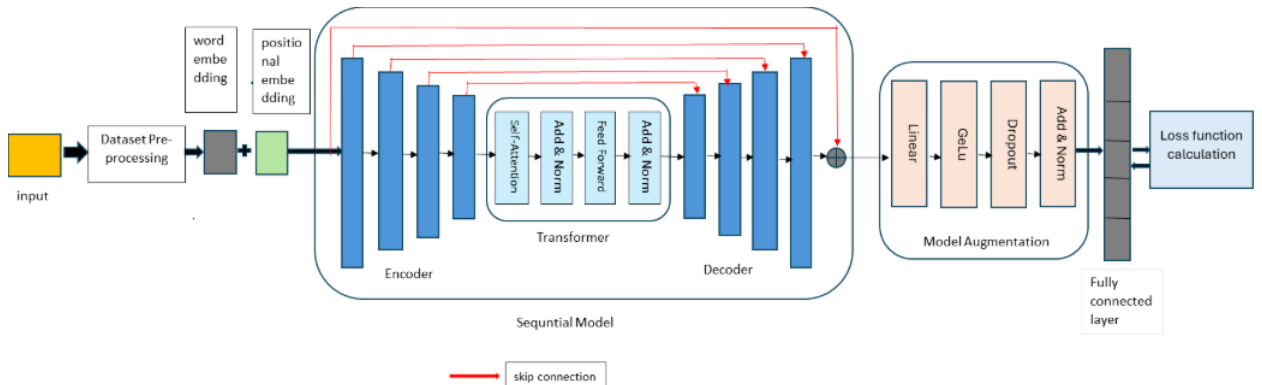 word
embe
dding
positio
nal
embe
dding
+
Dataset Pre-
processing
input
.
Self-Attention
Add & Norm
Feed Forward
Add & Norm
Transformer
Encoder
Decoder
Sequntial Model
Linear
GeLu
Dropout
Add & Norm
Model Augmentation
Fully
connected
layer
Loss function
calculation
skip connection